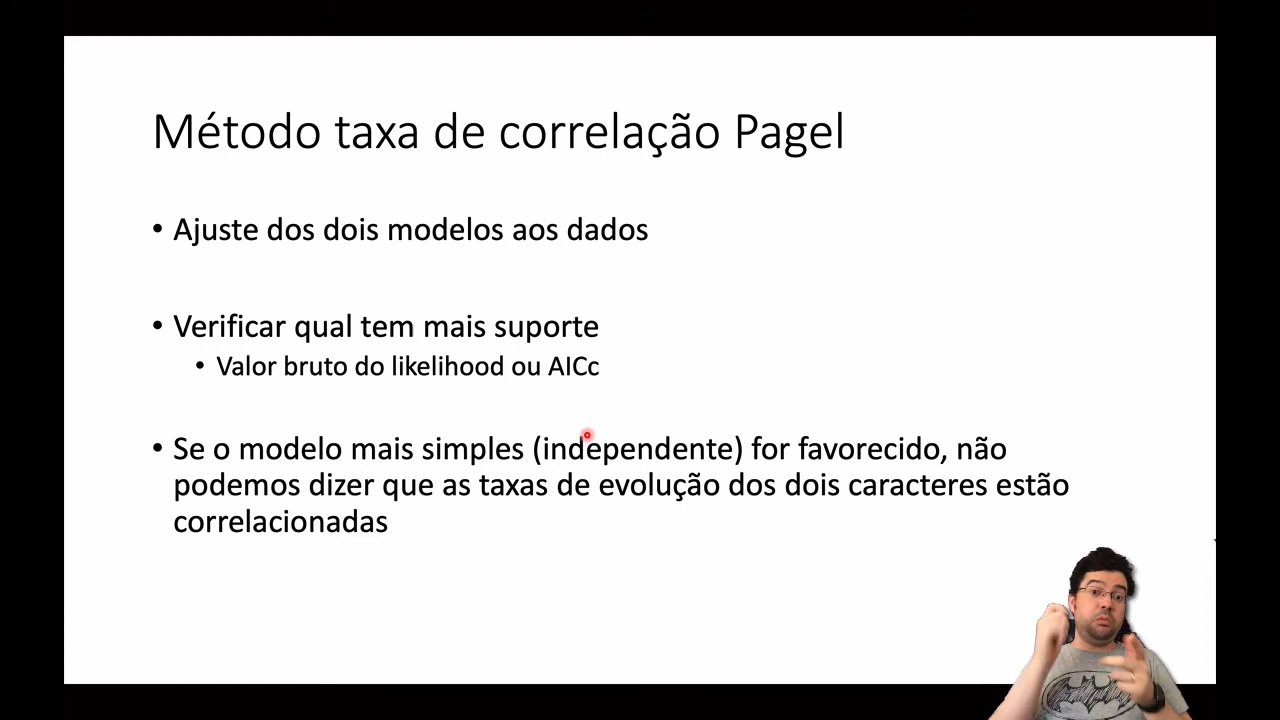 Método taxa de correlação Pagel
• Ajuste dos dois modelos aos dados
• Verificar qual tem mais suporte
• Valor bruto do likelihood ou AICc
• Se o modelo mais simples (independente) for favorecido, não
podemos dizer que as taxas de evolução dos dois caracteres estão
correlacionadas